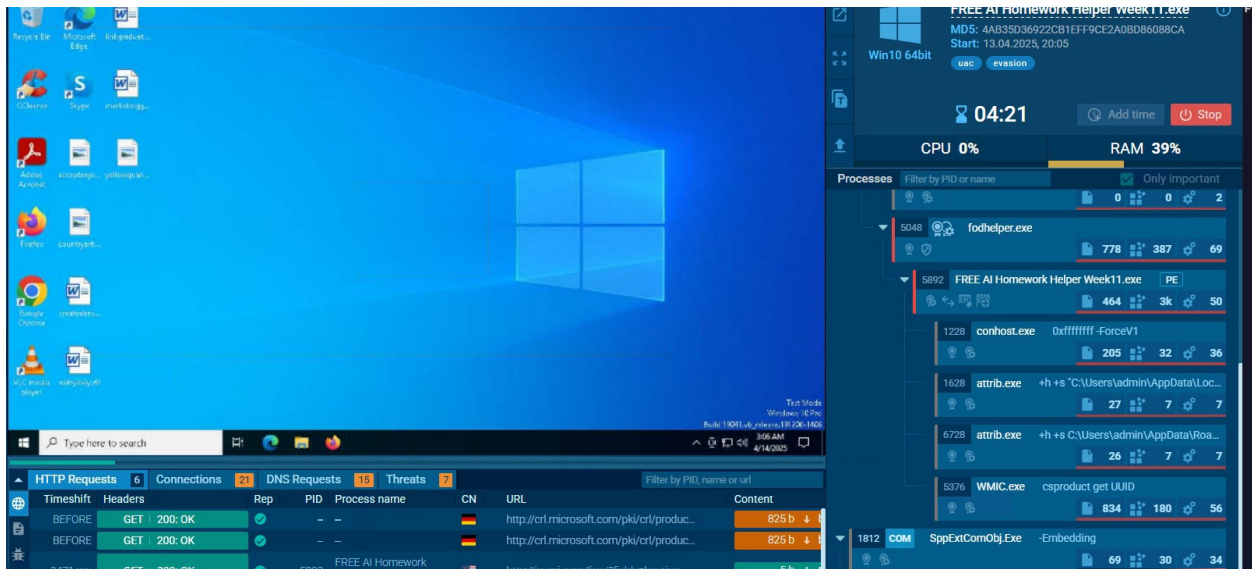 Recycle Bin
Microsoft Edge
CCleaner
Skype
Adobe Acrobat
Firefox
Google Chrome
VLC media player
Test Mode
Windows 10 Pro
Build 19041.vb_release.191206-1406
Type here to search
3:06 AM
4/14/2025
HTTP Requests 6 Connections 21 DNS Requests 15 Threats 7 Filter by PID, name or url
Timeshift Headers Rep PID Process name CN URL Content
BEFORE GET 200: OK – – http://crl.microsoft.com/pki/crl/produc... 825 b
BEFORE GET 200: OK – – http://crl.microsoft.com/pki/crl/produc... 825 b
GET 200: OK FREE AI Homework
FREE AI Homework Helper Week11.exe
MD5: 4AB35D36922CB1EFF9CE2A0BD86088CA
Start: 13.04.2025, 20:05
Win10 64bit
uac evasion
04:21 Add time Stop
CPU 0% RAM 39%
Processes Filter by PID or name Only important
0 0 2
5048 fodhelper.exe
778 387 69
5892 FREE AI Homework Helper Week11.exe PE
464 3k 50
1228 conhost.exe 0xffffffff -ForceV1
205 32 36
1628 attrib.exe +h +s "C:\Users\admin\AppData\Loc...
27 7 7
6728 attrib.exe +h +s C:\Users\admin\AppData\Roa...
26 7 7
5376 WMIC.exe csproduct get UUID
834 180 56
1812 COM SppExtComObj.Exe -Embedding
69 30 34